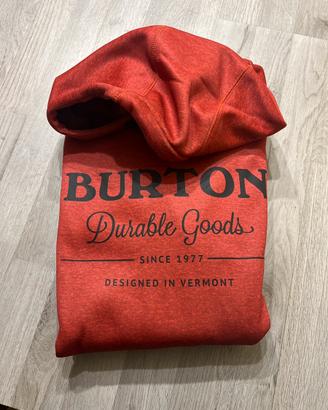 BURTON
Durable Goods
SINCE 1977
DESIGNED IN VERMONT